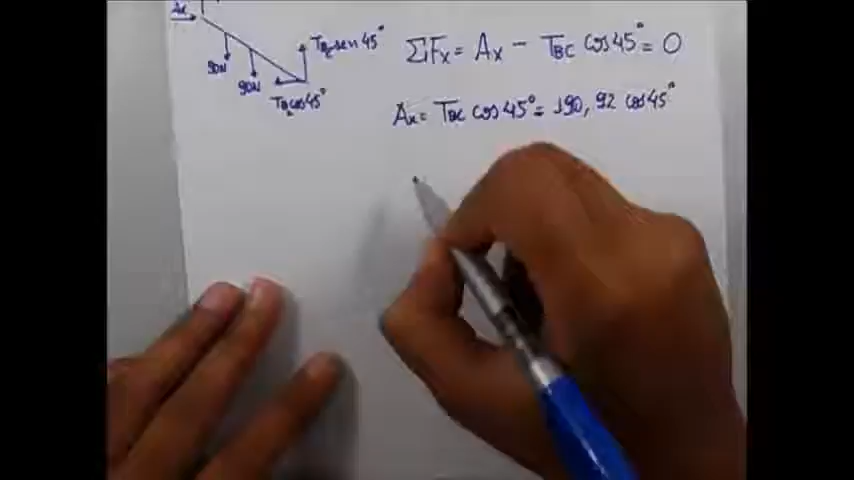 Ax
90N
90N
TBC sen 45°
TBC cos 45°
ΣFx = Ax - TBC cos 45° = 0
Ax = TBC cos 45° = 190,92 cos 45°